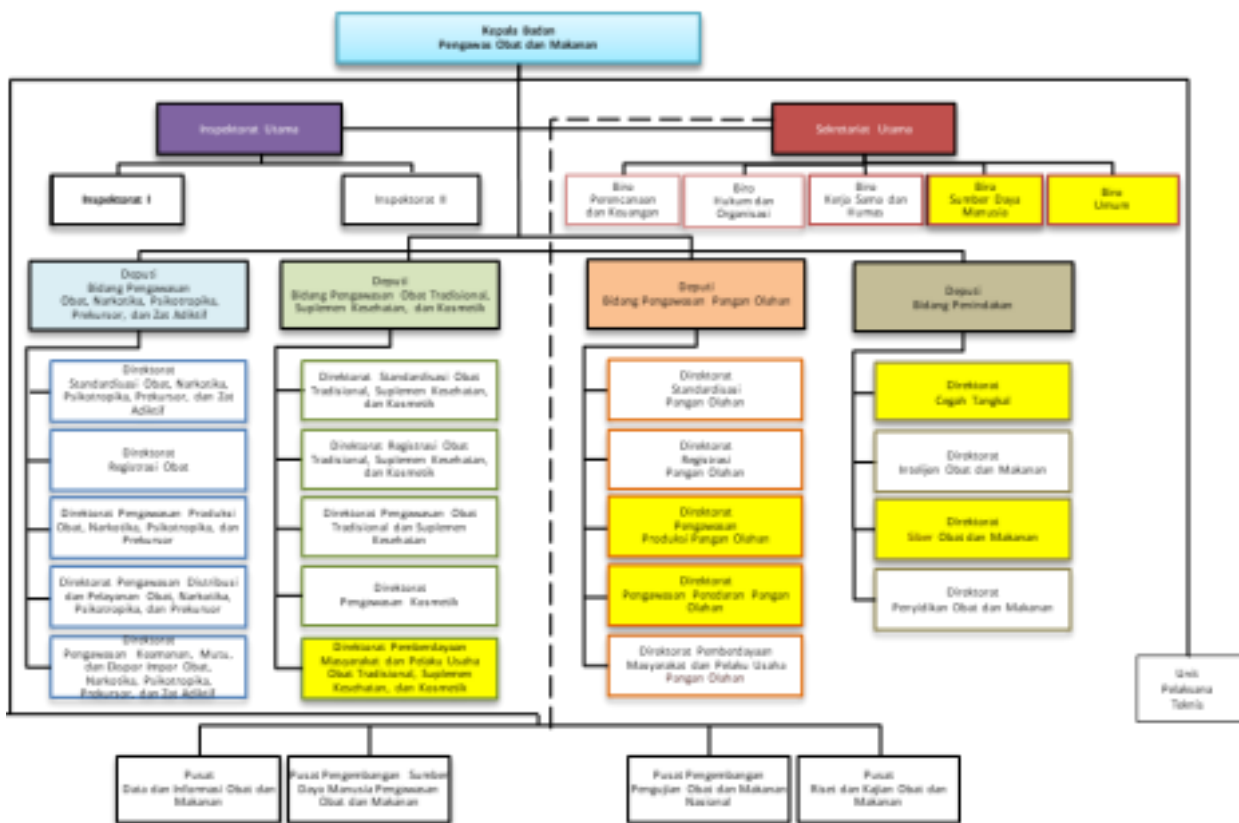 Kepala Badan
Pengawas Obat dan Makanan
Inspektorat Utama
Sekretariat Utama
Inspektorat I
Inspektorat II
Biro
Perencanaan
dan Keuangan
Biro
Hukum dan
Organisasi
Biro
Kerja Sama dan
Humas
Biro
Sumber Daya
Manusia
Biro
Umum
Deputi
Bidang Pengawasan
Obat, Narkotika, Psikotropika,
Prekursor, dan Zat Adiktif
Deputi
Bidang Pengawasan Obat Tradisional,
Suplemen Kesehatan, dan Kosmetik
Deputi
Bidang Pengawasan Pangan Olahan
Deputi
Bidang Penindakan
Direktorat
Standardisasi Obat, Narkotika,
Psikotropika, Prekursor, dan Zat
Adiktif
Direktorat
Registrasi Obat
Direktorat Pengawasan Produksi
Obat, Narkotika, Psikotropika, dan
Prekursor
Direktorat Pengawasan Distribusi
dan Pelayanan Obat, Narkotika,
Psikotropika, dan Prekursor
Direktorat
Pengawasan Keamanan, Mutu,
dan Ekspor Impor Obat,
Narkotika, Psikotropika,
Prekursor, dan Zat Adiktif
Direktorat Standardisasi Obat
Tradisional, Suplemen Kesehatan,
dan Kosmetik
Direktorat Registrasi Obat
Tradisional, Suplemen Kesehatan,
dan Kosmetik
Direktorat Pengawasan Obat
Tradisional dan Suplemen
Kesehatan
Direktorat
Pengawasan Kosmetik
Direktorat Pemberdayaan
Masyarakat dan Pelaku Usaha
Obat Tradisional, Suplemen
Kesehatan, dan Kosmetik
Direktorat
Standardisasi
Pangan Olahan
Direktorat
Registrasi
Pangan Olahan
Direktorat
Pengawasan
Produksi Pangan Olahan
Direktorat
Pengawasan Peredaran Pangan
Olahan
Direktorat Pemberdayaan
Masyarakat dan Pelaku Usaha
Pangan Olahan
Direktorat
Cegah Tangkal
Direktorat
Intelijen Obat dan Makanan
Direktorat
Siber Obat dan Makanan
Direktorat
Penyidikan Obat dan Makanan
Unit
Pelaksana
Teknis
Pusat
Data dan Informasi Obat dan
Makanan
Pusat Pengembangan Sumber
Daya Manusia Pengawasan
Obat dan Makanan
Pusat Pengembangan
Pengujian Obat dan Makanan
Nasional
Pusat
Riset dan Kajian Obat dan
Makanan